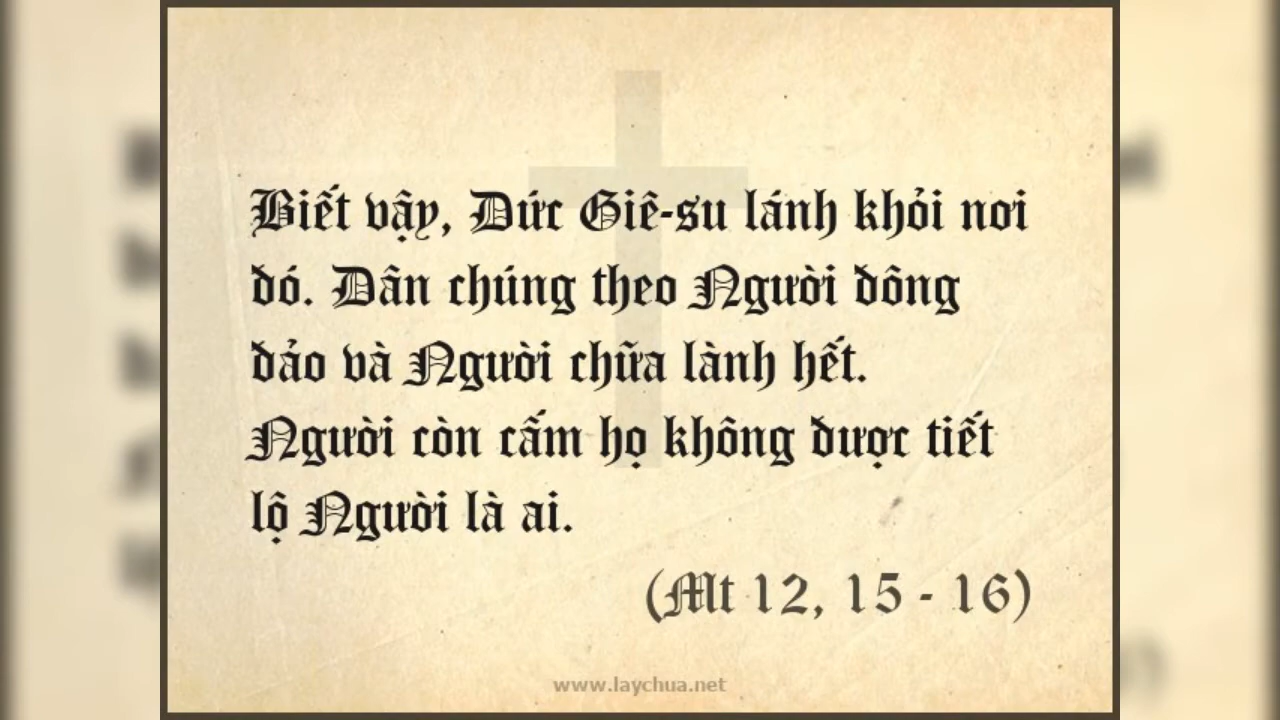 Biết vậy, Đức Giê-su lánh khỏi nơi
đó. Dân chúng theo Người đông
đảo và Người chữa lành hết.
Người còn cấm họ không được tiết
lộ Người là ai.
(Mt 12, 15 - 16)
www.laychua.net